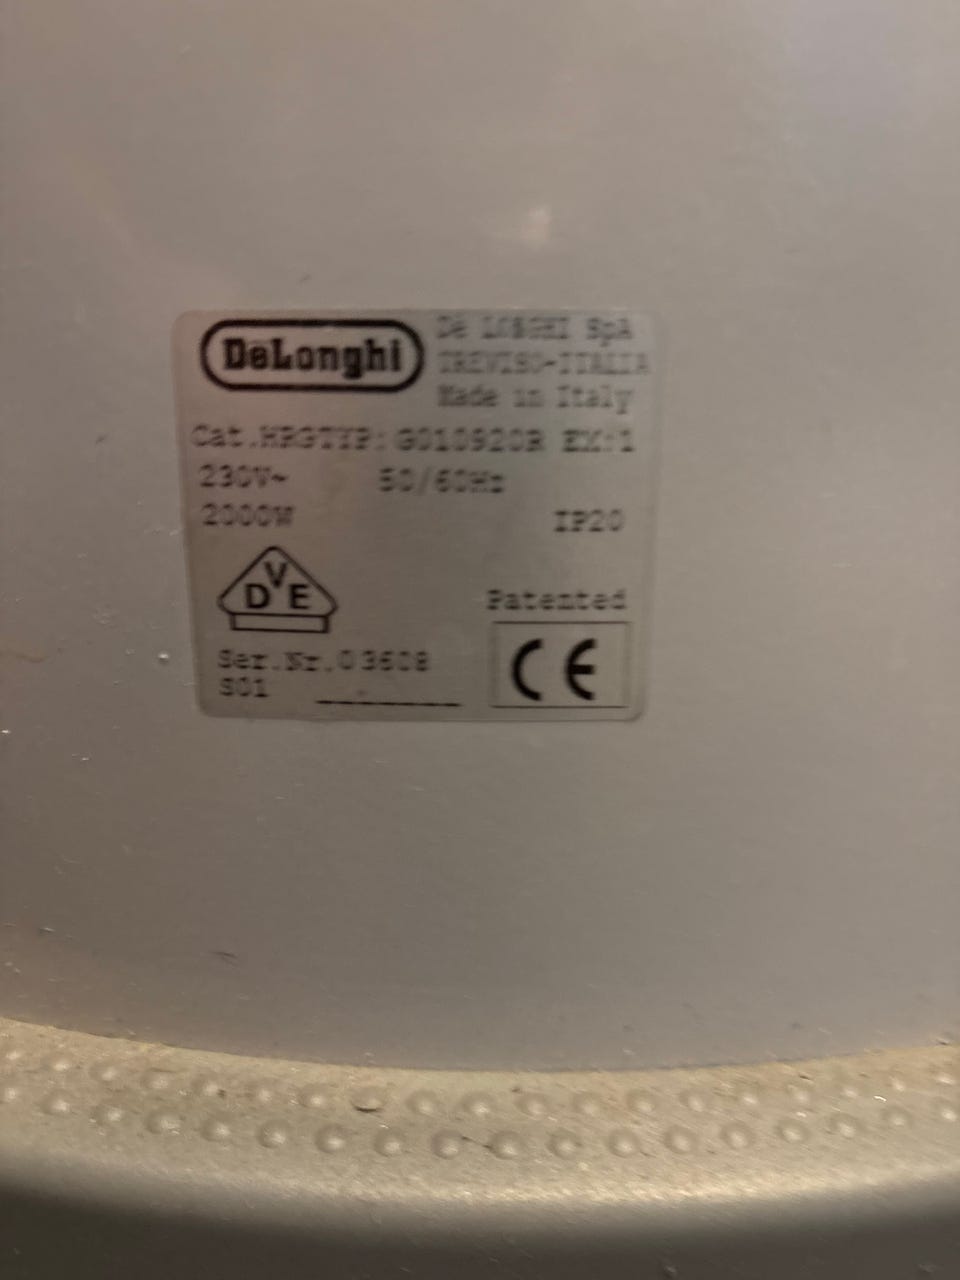 DeLonghi
De LONGHI SpA
TREVISO-ITALIA
Made in Italy
Cat.HRGTYP: G010920R EX:1
230V~ 50/60Hz
2000W IP20
VDE
Patented
CE
Ser.Nr.03608
S01